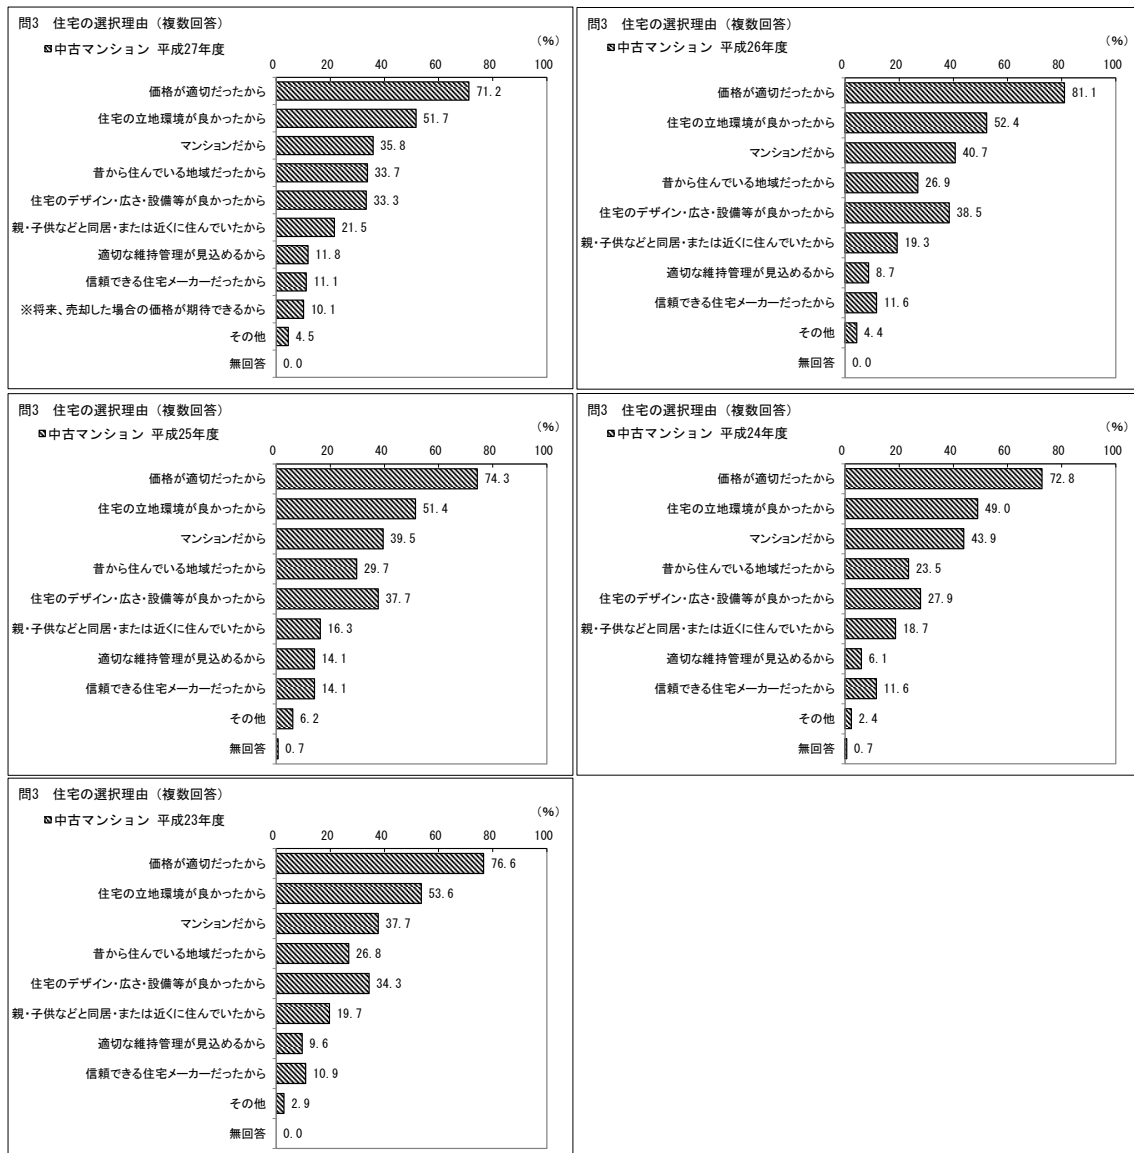 問3 住宅の選択理由（複数回答）
中古マンション 平成27年度
(%)
0 20 40 60 80 100
価格が適切だったから 71.2
住宅の立地環境が良かったから 51.7
マンションだから 35.8
昔から住んでいる地域だったから 33.7
住宅のデザイン・広さ・設備等が良かったから 33.3
親・子供などと同居・または近くに住んでいたから 21.5
適切な維持管理が見込めるから 11.8
信頼できる住宅メーカーだったから 11.1
※将来、売却した場合の価格が期待できるから 10.1
その他 4.5
無回答 0.0
問3 住宅の選択理由（複数回答）
中古マンション 平成26年度
(%)
0 20 40 60 80 100
価格が適切だったから 81.1
住宅の立地環境が良かったから 52.4
マンションだから 40.7
昔から住んでいる地域だったから 26.9
住宅のデザイン・広さ・設備等が良かったから 38.5
親・子供などと同居・または近くに住んでいたから 19.3
適切な維持管理が見込めるから 8.7
信頼できる住宅メーカーだったから 11.6
その他 4.4
無回答 0.0
問3 住宅の選択理由（複数回答）
中古マンション 平成25年度
(%)
0 20 40 60 80 100
価格が適切だったから 74.3
住宅の立地環境が良かったから 51.4
マンションだから 39.5
昔から住んでいる地域だったから 29.7
住宅のデザイン・広さ・設備等が良かったから 37.7
親・子供などと同居・または近くに住んでいたから 16.3
適切な維持管理が見込めるから 14.1
信頼できる住宅メーカーだったから 14.1
その他 6.2
無回答 0.7
問3 住宅の選択理由（複数回答）
中古マンション 平成24年度
(%)
0 20 40 60 80 100
価格が適切だったから 72.8
住宅の立地環境が良かったから 49.0
マンションだから 43.9
昔から住んでいる地域だったから 23.5
住宅のデザイン・広さ・設備等が良かったから 27.9
親・子供などと同居・または近くに住んでいたから 18.7
適切な維持管理が見込めるから 6.1
信頼できる住宅メーカーだったから 11.6
その他 2.4
無回答 0.7
問3 住宅の選択理由（複数回答）
中古マンション 平成23年度
(%)
0 20 40 60 80 100
価格が適切だったから 76.6
住宅の立地環境が良かったから 53.6
マンションだから 37.7
昔から住んでいる地域だったから 26.8
住宅のデザイン・広さ・設備等が良かったから 34.3
親・子供などと同居・または近くに住んでいたから 19.7
適切な維持管理が見込めるから 9.6
信頼できる住宅メーカーだったから 10.9
その他 2.9
無回答 0.0